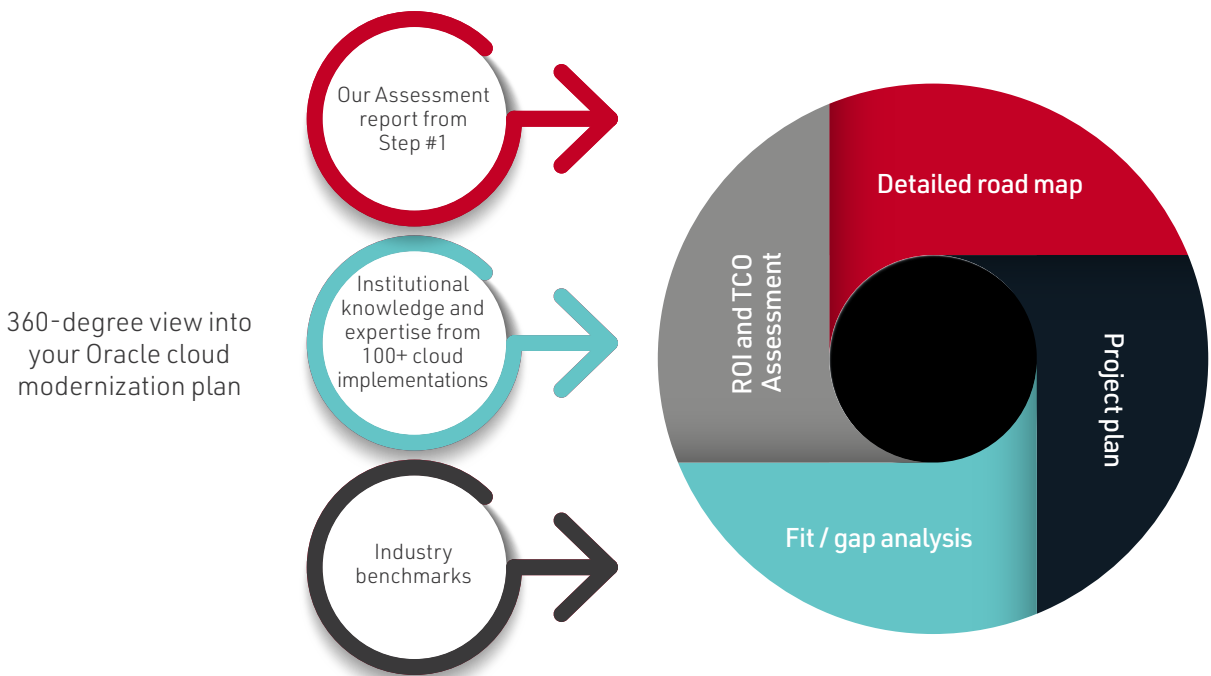 360-degree view into
your Oracle cloud
modernization plan
Our Assessment
report from
Step #1
Institutional
knowledge and
expertise from
100+ cloud
implementations
Industry
benchmarks
Detailed road map
Project plan
Fit / gap analysis
ROI and TCO
Assessment